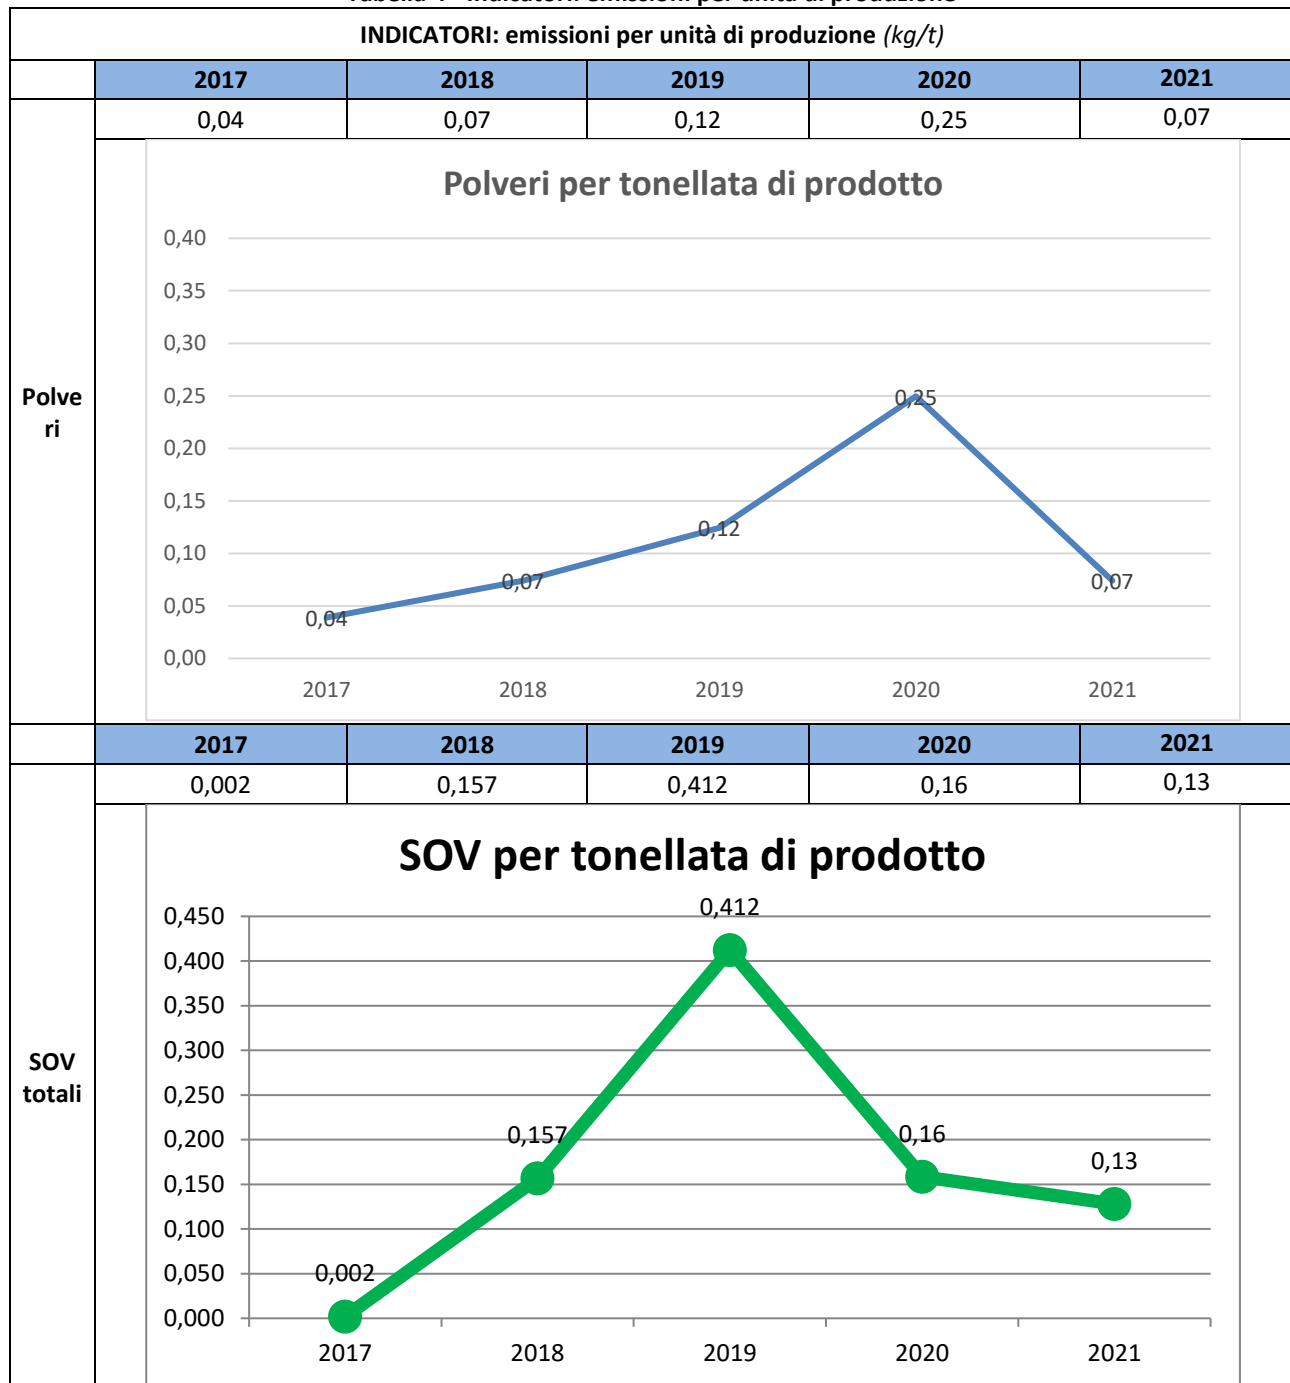 INDICATORI: emissioni per unità di produzione (kg/t)
2017 2018 2019 2020 2021
0,04 0,07 0,12 0,25 0,07
Polve
ri
Polveri per tonellata di prodotto
0,40
0,35
0,30
0,25
0,20
0,15
0,10
0,05
0,00
0,04 0,07 0,12 0,25 0,07
2017 2018 2019 2020 2021
2017 2018 2019 2020 2021
0,002 0,157 0,412 0,16 0,13
SOV
totali
SOV per tonellata di prodotto
0,450
0,400
0,350
0,300
0,250
0,200
0,150
0,100
0,050
0,000
0,002 0,157 0,412 0,16 0,13
2017 2018 2019 2020 2021